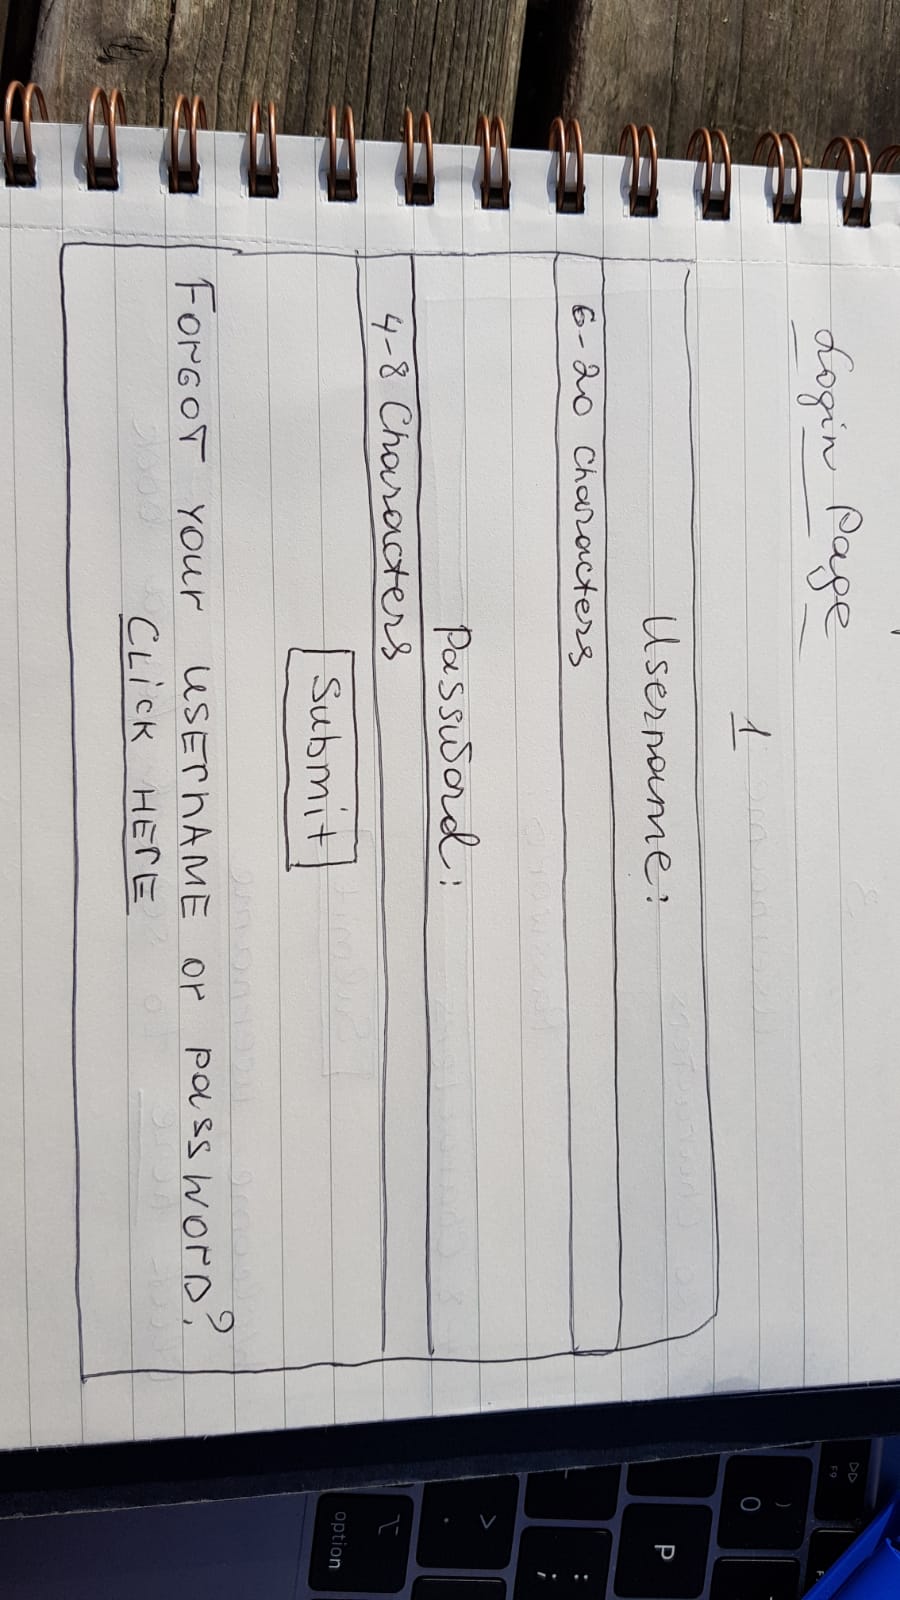 Login Page
1
Username:
6-20 characters
Password:
4-8 Characters
Submit
FORGOT YOUR USERNAME OR PASSWORD?
CLICK HERE
F9
)
0
P
:
;
>
.
option